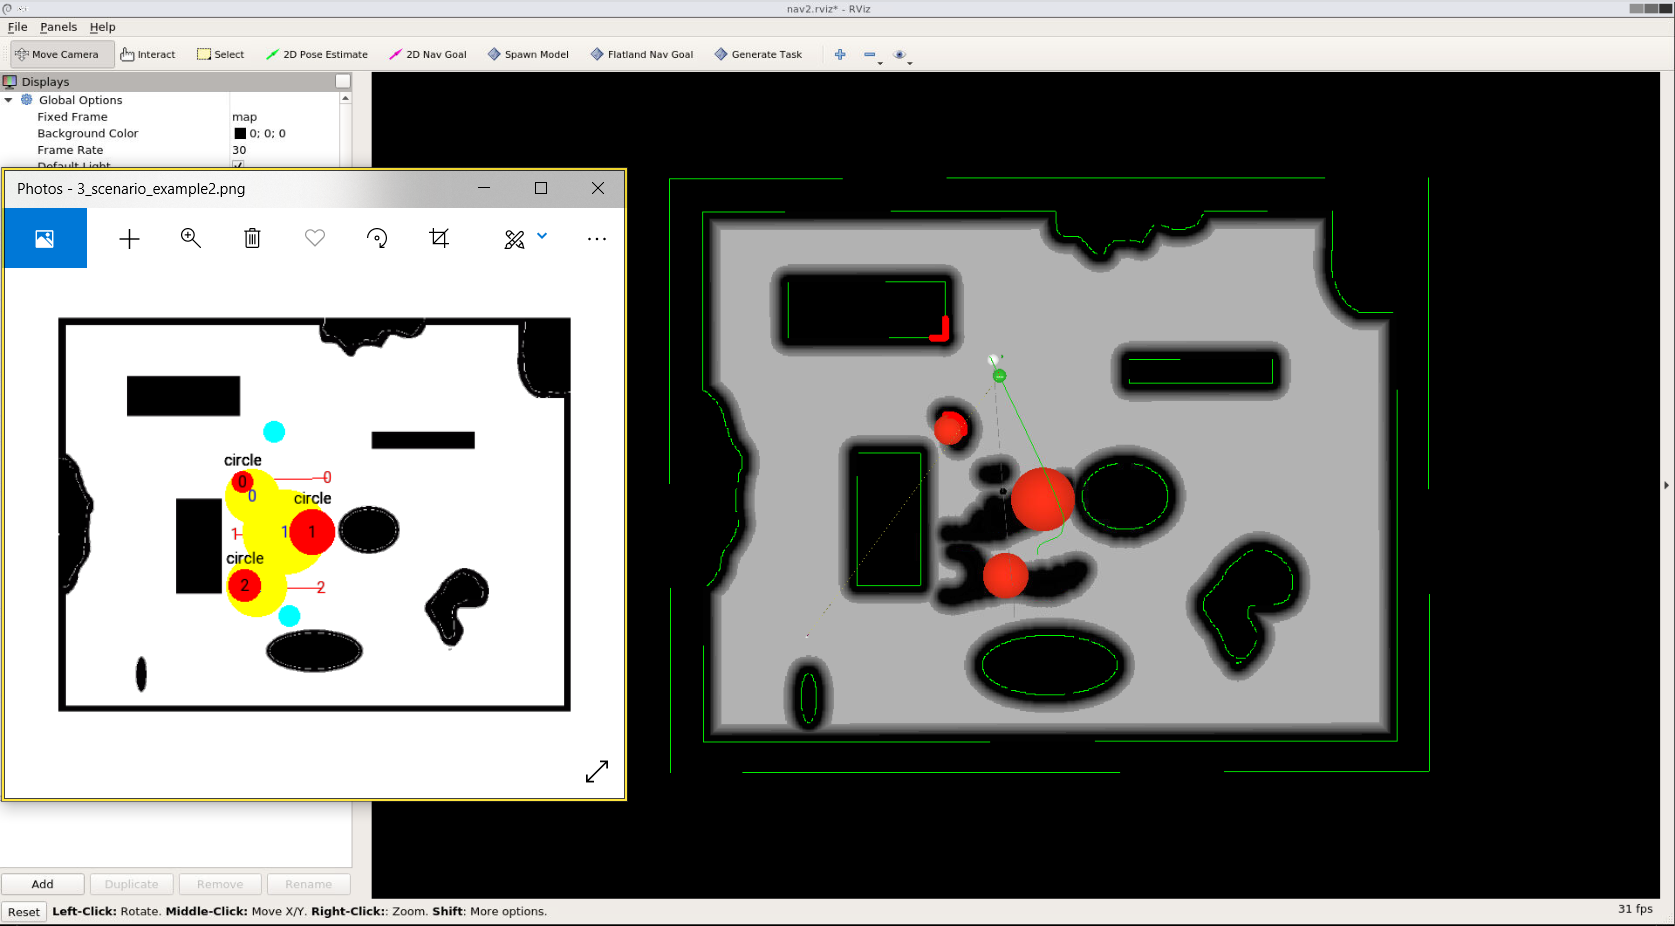 nav2.rviz* - RViz
File Panels Help
Move Camera Interact Select 2D Pose Estimate 2D Nav Goal Spawn Model Flatland Nav Goal Generate Task
Displays
Global Options
Fixed Frame map
Background Color 0; 0; 0
Frame Rate 30
Default Light
Photos - 3_scenario_example2.png
circle
0
0
0
circle
1
1
1
circle
2
2
Add Duplicate Remove Rename
Reset Left-Click: Rotate. Middle-Click: Move X/Y. Right-Click:: Zoom. Shift: More options. 31 fps